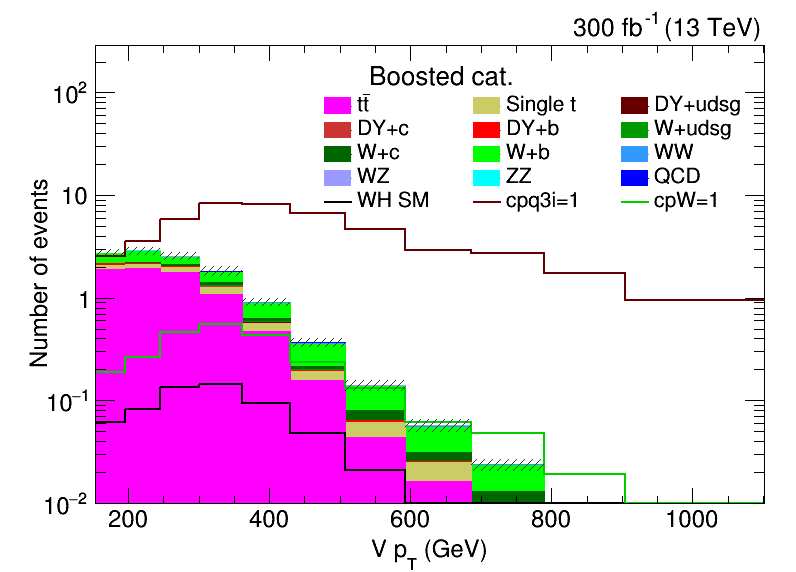 300 fb⁻¹ (13 TeV)
Boosted cat.
tt̄ Single t DY+udsg
DY+c DY+b W+udsg
W+c W+b WW
WZ ZZ QCD
WH SM cpq3i=1 cpW=1
Number of events
10²
10
1
10⁻¹
10⁻²
200 400 600 800 1000
V p_T (GeV)